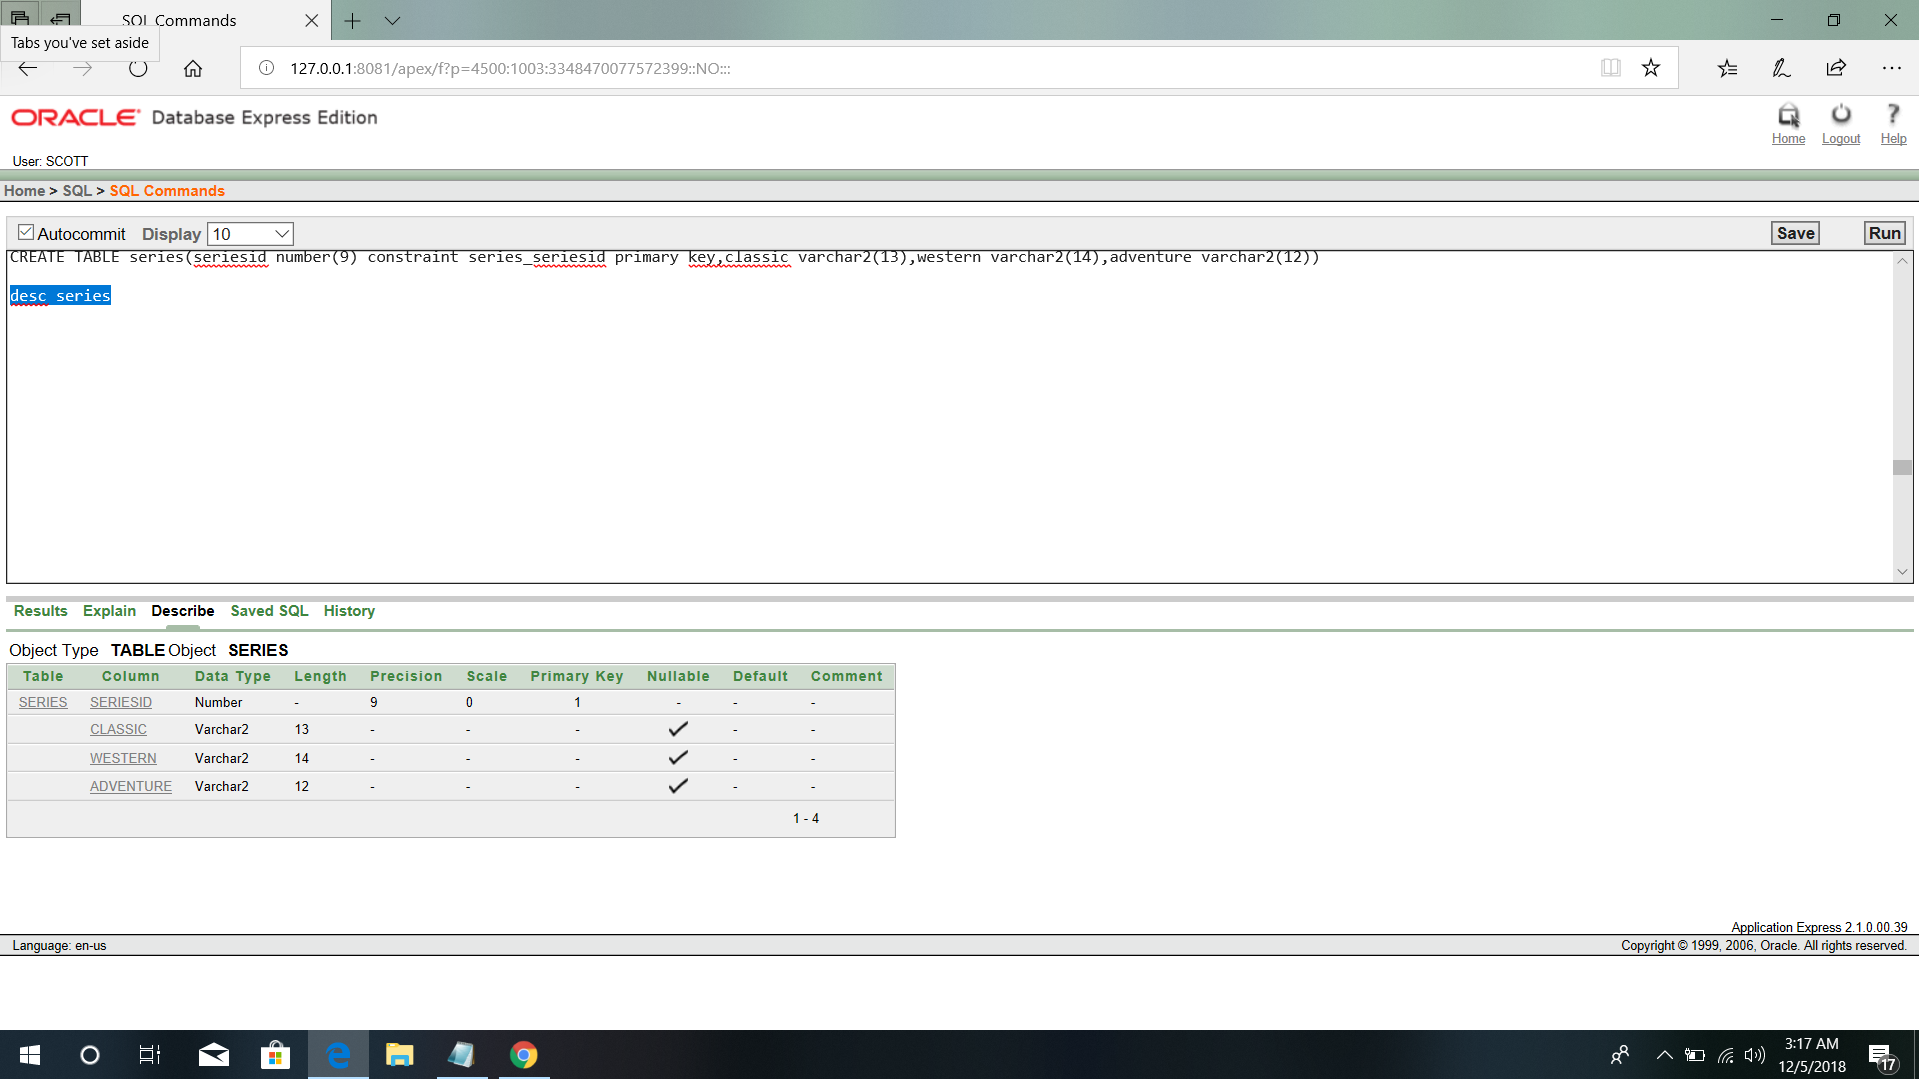 SQL Commands
Tabs you've set aside
127.0.0.1:8081/apex/f?p=4500:1003:3348470077572399::NO:::
ORACLE Database Express Edition
Home Logout Help
User: SCOTT
Home > SQL > SQL Commands
Autocommit Display 10 Save Run
CREATE TABLE series(seriesid number(9) constraint series_seriesid primary key,classic varchar2(13),western varchar2(14),adventure varchar2(12))
desc series
Results Explain Describe Saved SQL History
Object Type TABLE Object SERIES
Table Column Data Type Length Precision Scale Primary Key Nullable Default Comment
SERIES SERIESID Number - 9 0 1 - - -
CLASSIC Varchar2 13 - - - - -
WESTERN Varchar2 14 - - - - -
ADVENTURE Varchar2 12 - - - - -
1 - 4
Application Express 2.1.0.00.39
Language: en-us Copyright © 1999, 2006, Oracle. All rights reserved.
3:17 AM
12/5/2018
17